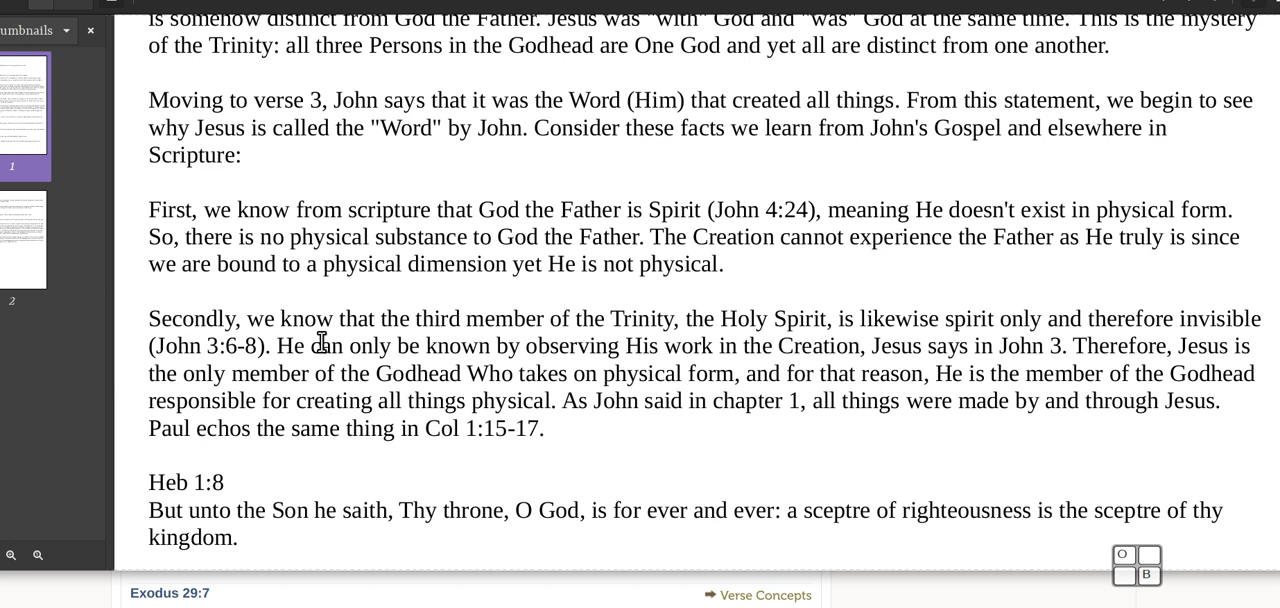 is somehow distinct from God the Father. Jesus was "with" God and "was" God at the same time. This is the mystery
umbnails
of the Trinity: all three Persons in the Godhead are One God and yet all are distinct from one another.
Moving to verse 3, John says that it was the Word (Him) that created all things. From this statement, we begin to see
why Jesus is called the "Word" by John. Consider these facts we learn from John's Gospel and elsewhere in
Scripture:
1
First, we know from scripture that God the Father is Spirit (John 4:24), meaning He doesn't exist in physical form.
So, there is no physical substance to God the Father. The Creation cannot experience the Father as He truly is since
we are bound to a physical dimension yet He is not physical.
2
Secondly, we know that the third member of the Trinity, the Holy Spirit, is likewise spirit only and therefore invisible
(John 3:6-8). He can only be known by observing His work in the Creation, Jesus says in John 3. Therefore, Jesus is
the only member of the Godhead Who takes on physical form, and for that reason, He is the member of the Godhead
responsible for creating all things physical. As John said in chapter 1, all things were made by and through Jesus.
Paul echos the same thing in Col 1:15-17.
Heb 1:8
But unto the Son he saith, Thy throne, O God, is for ever and ever: a sceptre of righteousness is the sceptre of thy
kingdom.
O
B
Exodus 29:7
Verse Concepts